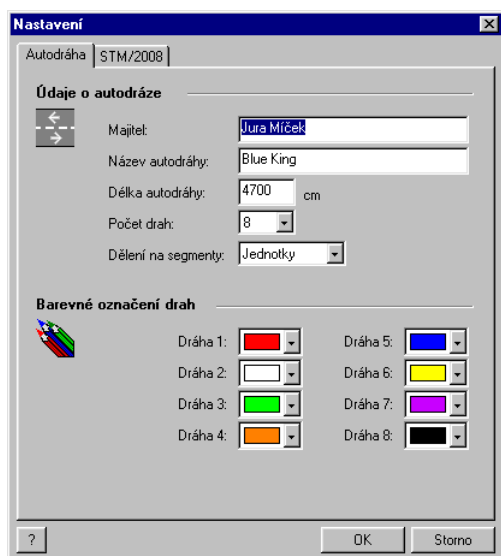 Nastavení
Autodráha STM/2008
Údaje o autodráze
Majitel: Jura Míček
Název autodráhy: Blue King
Délka autodráhy: 4700 cm
Počet drah: 8
Dělení na segmenty: Jednotky
Barevné označení drah
Dráha 1: Dráha 5:
Dráha 2: Dráha 6:
Dráha 3: Dráha 7:
Dráha 4: Dráha 8:
? OK Storno